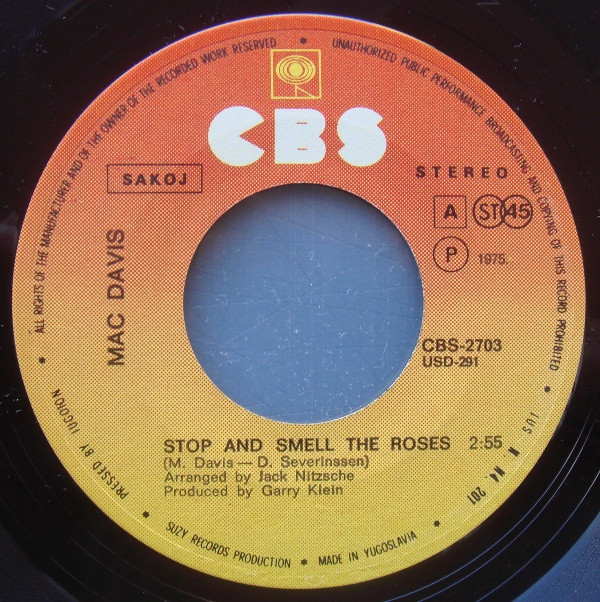 ALL RIGHTS OF THE MANUFACTURER AND OF THE OWNER OF THE RECORDED WORK RESERVED • UNAUTHORIZED PUBLIC PERFORMANCE BROADCASTING AND COPYING OF THIS RECORD PROHIBITED
CBS
SAKOJ
STEREO
A ST 45
P 1975.
MAC DAVIS
CBS-2703
USD-291
STOP AND SMELL THE ROSES 2:55
(M. Davis — D. Severinssen)
Arranged by Jack Nitzsche
Produced by Garry Klein
PRESSED BY JUGOTON • SUZY RECORDS PRODUCTION • MADE IN YUGOSLAVIA • JUS N N4. 201